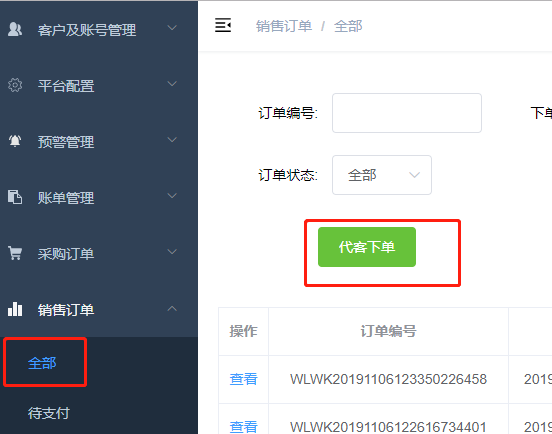 客户及账号管理
平台配置
预警管理
账单管理
采购订单
销售订单
全部
待支付
销售订单 / 全部
订单编号: 下单
订单状态: 全部
代客下单
操作 订单编号
查看 WLWK20191106123350226458 2019
查看 WLWK20191106122616734401 2019